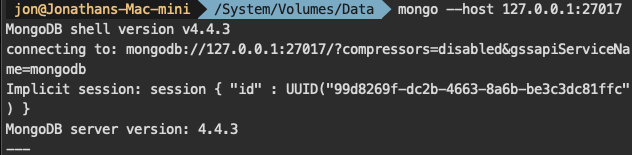 jon@Jonathans-Mac-mini /System/Volumes/Data mongo --host 127.0.0.1:27017
MongoDB shell version v4.4.3
connecting to: mongodb://127.0.0.1:27017/?compressors=disabled&gssapiServiceNa
me=mongodb
Implicit session: session { "id" : UUID("99d8269f-dc2b-4663-8a6b-be3c3dc81ffc"
) }
MongoDB server version: 4.4.3
---